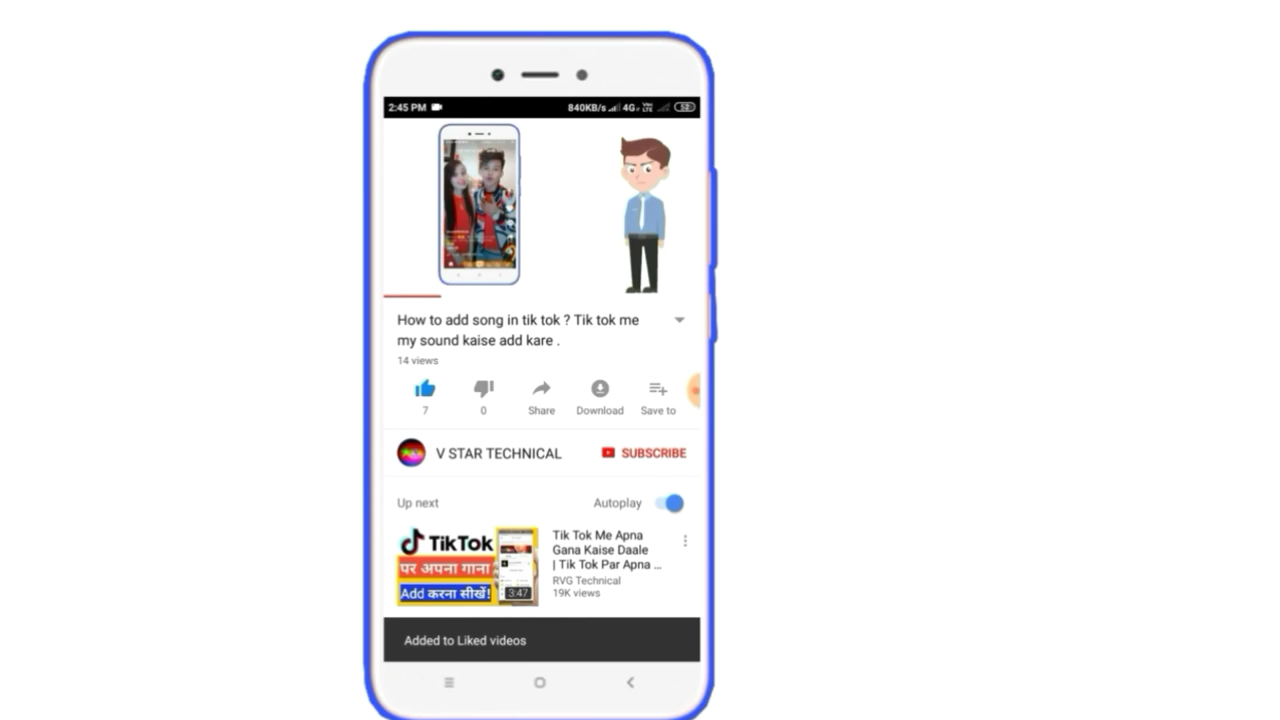 2:45 PM 840KB/s 4G Vo LTE 52
How to add song in tik tok ? Tik tok me
my sound kaise add kare .
14 views
7 0 Share Download Save to
V STAR TECHNICAL SUBSCRIBE
Up next Autoplay
TikTok
पर अपना गाना
Add करना सीखें!
3:47
Tik Tok Me Apna
Gana Kaise Daale
| Tik Tok Par Apna ...
RVG Technical
19K views
Added to Liked videos